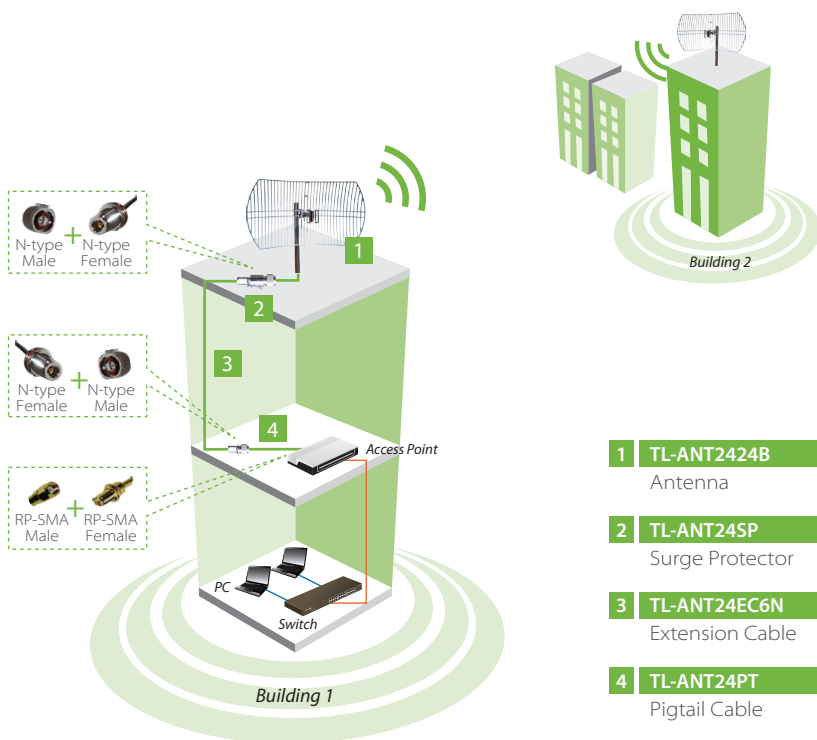 Building 2
N-type Male
+
N-type Female
1
2
3
N-type Female
+
N-type Male
4
Access Point
RP-SMA Male
+
RP-SMA Female
PC
Switch
Building 1
1 TL-ANT2424B
Antenna
2 TL-ANT24SP
Surge Protector
3 TL-ANT24EC6N
Extension Cable
4 TL-ANT24PT
Pigtail Cable